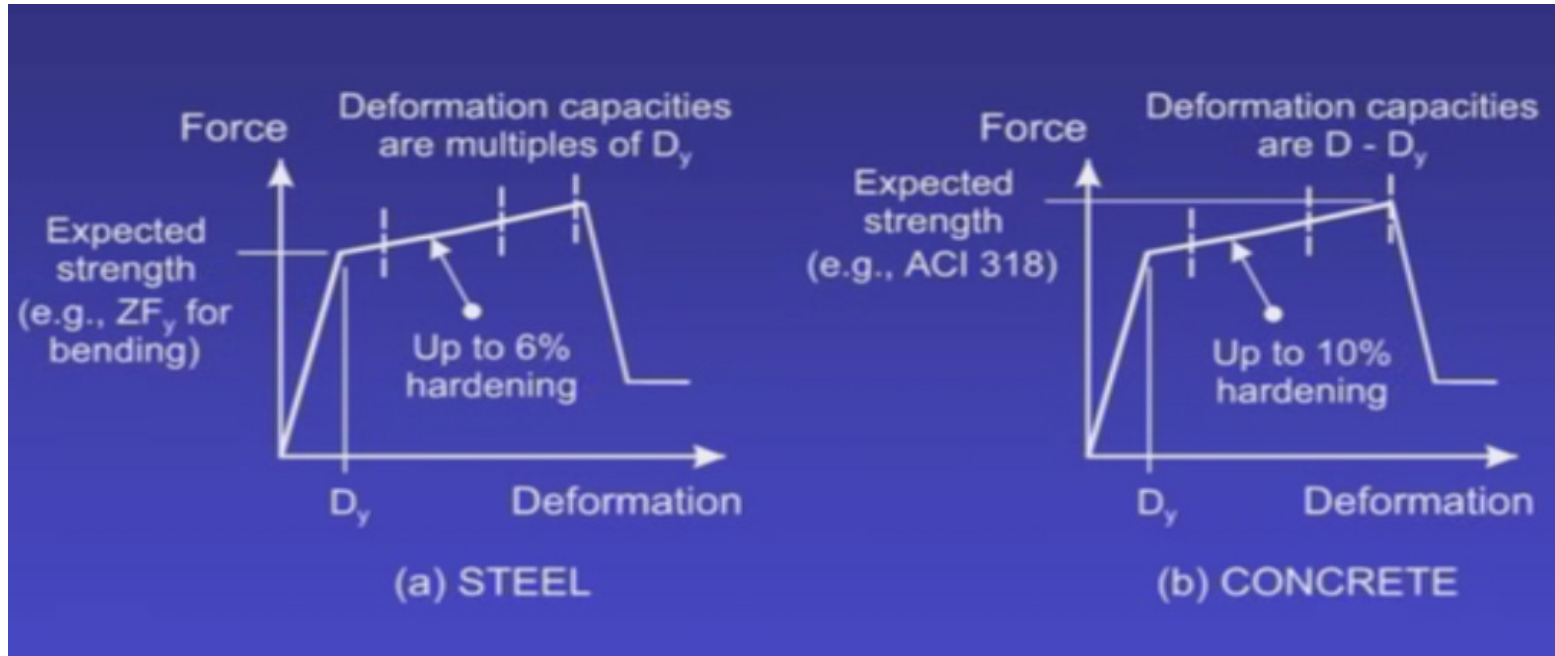 Force
Deformation capacities
are multiples of Dy
Expected
strength
(e.g., ZFy for
bending)
Up to 6%
hardening
Dy
Deformation
(a) STEEL
Force
Deformation capacities
are D - Dy
Expected
strength
(e.g., ACI 318)
Up to 10%
hardening
Dy
Deformation
(b) CONCRETE